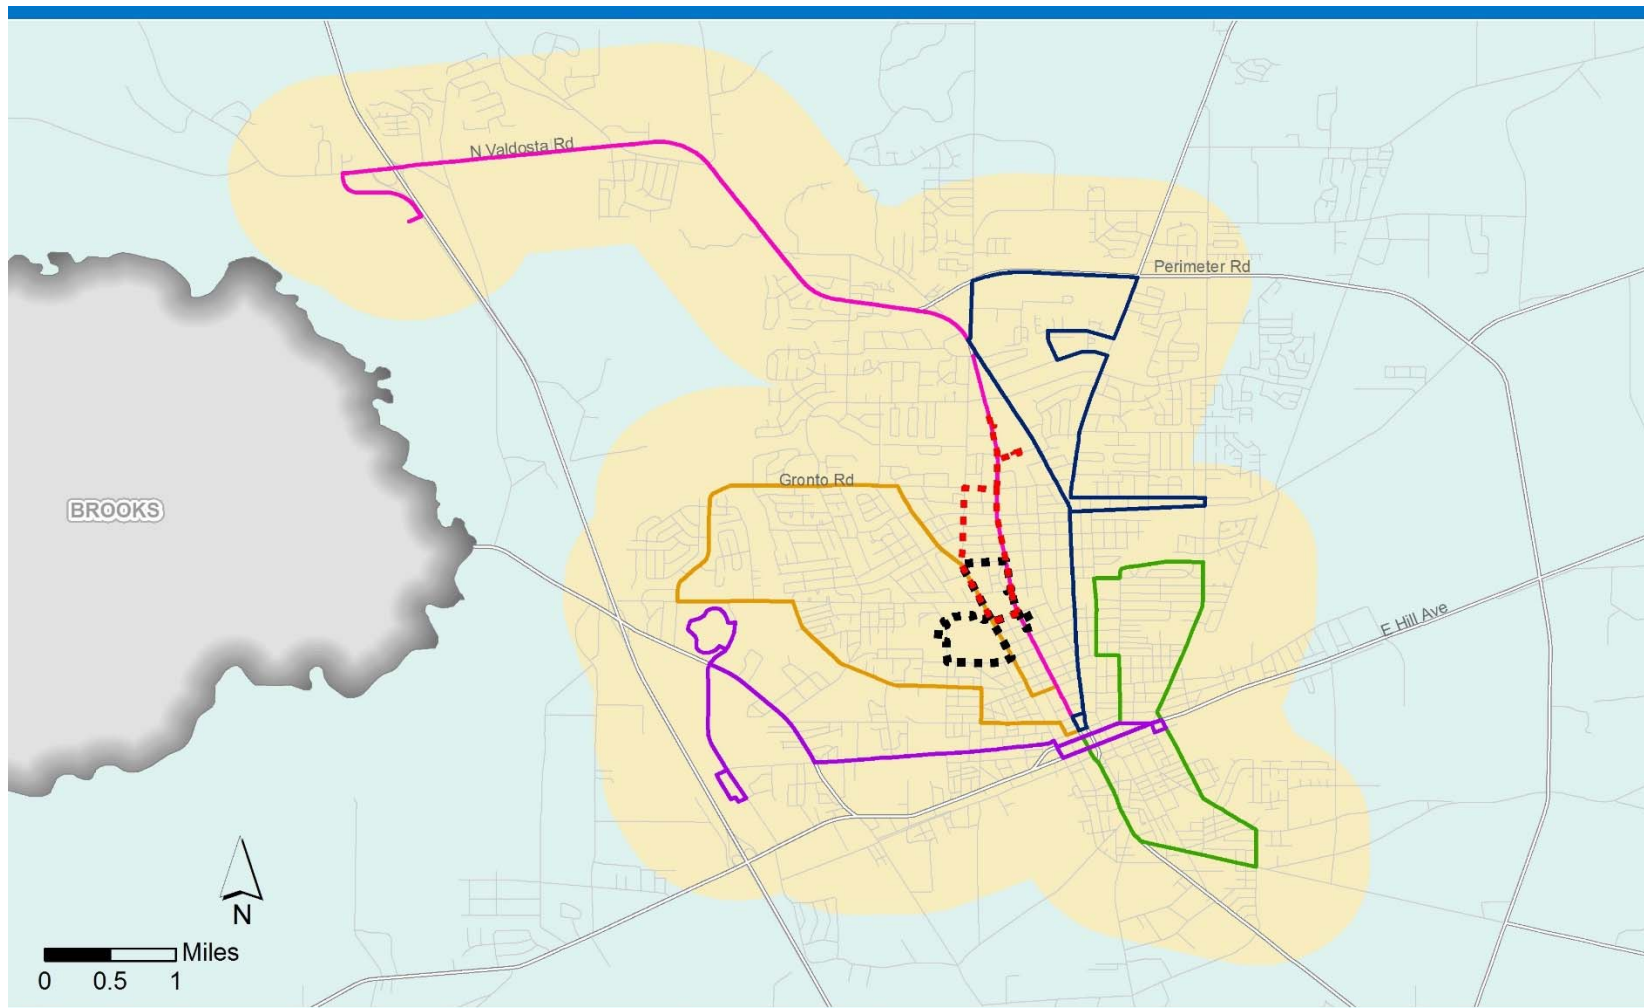 N Valdosta Rd
Perimeter Rd
Gronto Rd
BROOKS
E Hill Ave
N
Miles
0 0.5 1